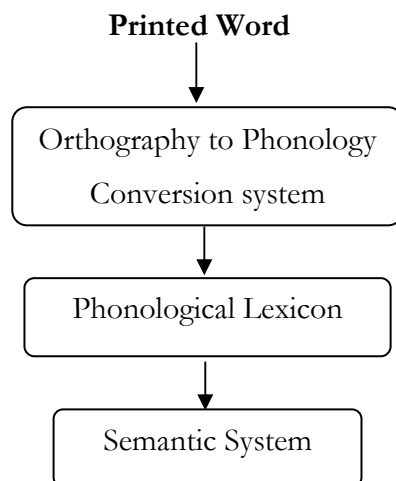 Printed Word
Orthography to Phonology
Conversion system
Phonological Lexicon
Semantic System